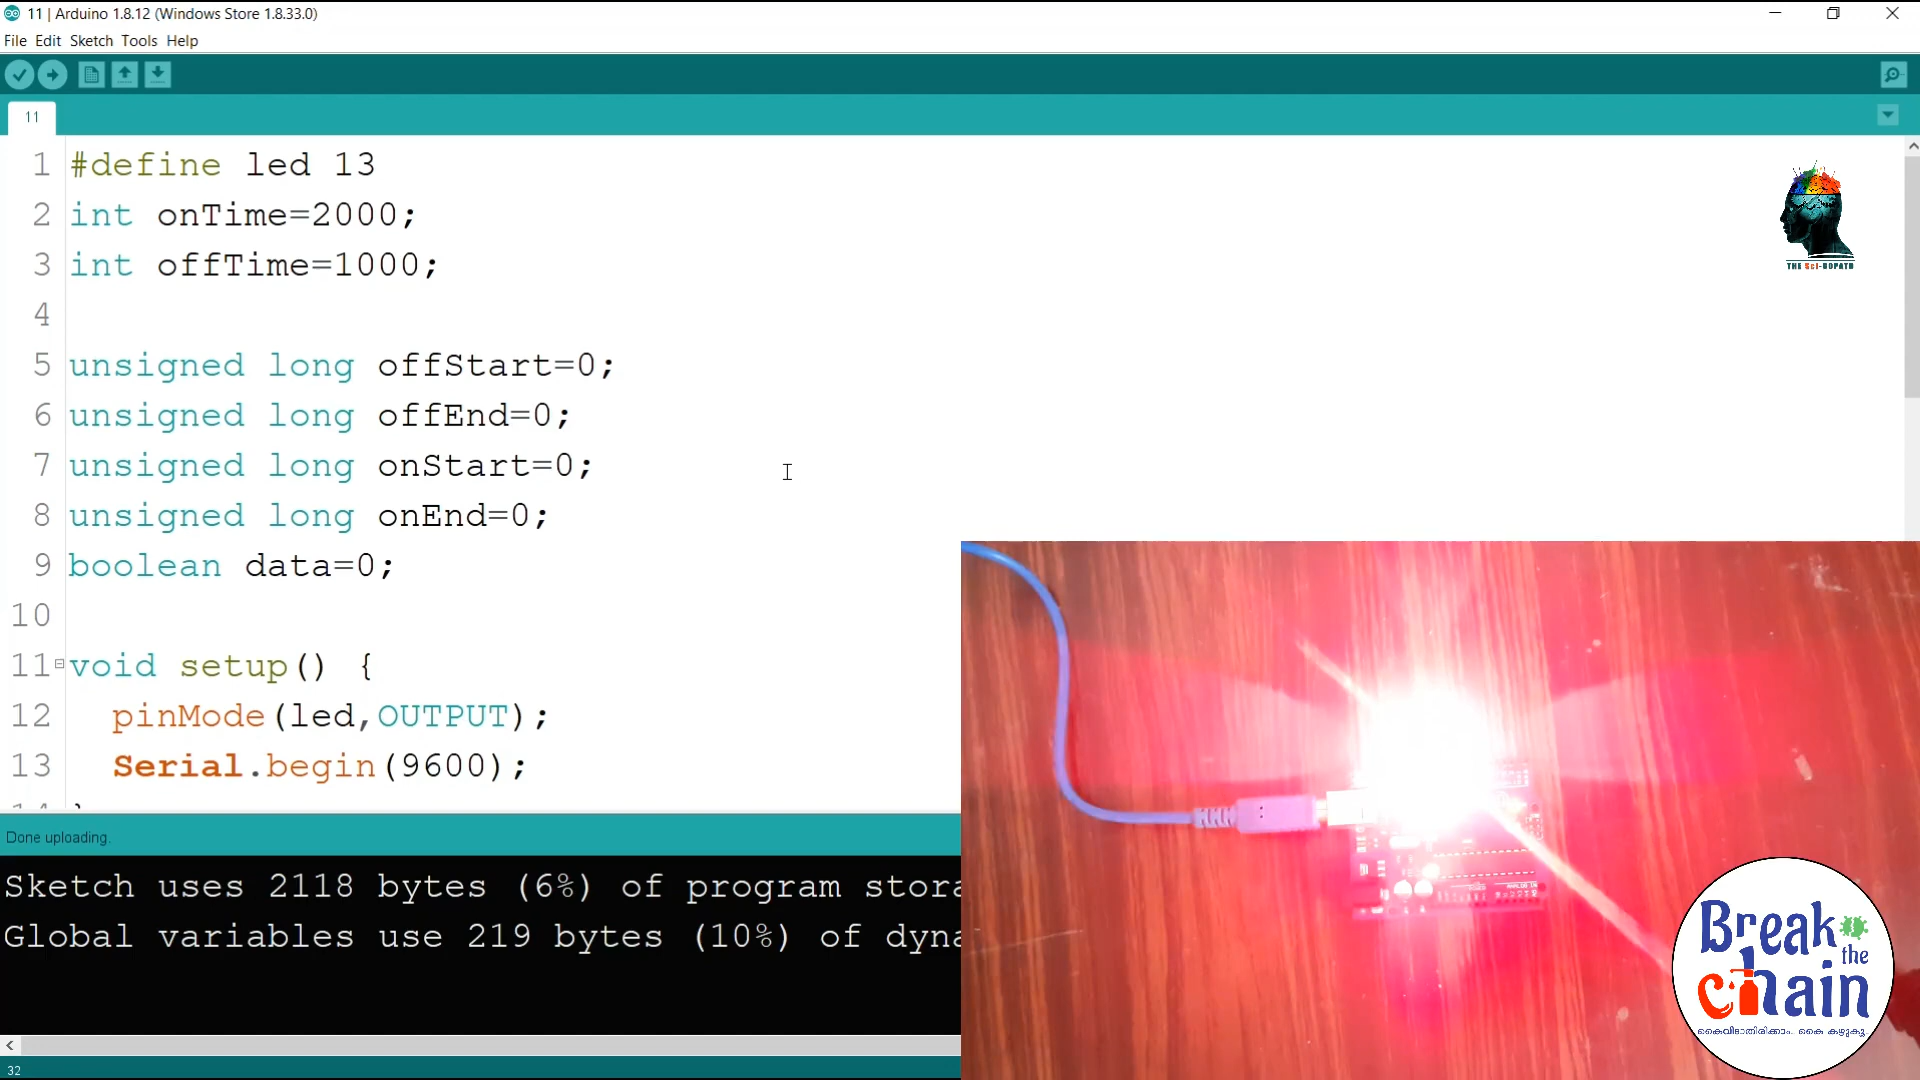 11 | Arduino 1.8.12 (Windows Store 1.8.33.0)
File Edit Sketch Tools Help
11
1 #define led 13
2 int onTime=2000;
3 int offTime=1000;
4
5 unsigned long offStart=0;
6 unsigned long offEnd=0;
7 unsigned long onStart=0;
8 unsigned long onEnd=0;
9 boolean data=0;
10
11 void setup() {
12 pinMode(led,OUTPUT);
13 Serial.begin(9600);
THE SCI-HOPATH
Done uploading.
Sketch uses 2118 bytes (6%) of program stora
Global variables use 219 bytes (10%) of dyna
32
Break
the
chain
കൈവിടാതിരിക്കാം.. കൈ കഴുകൂ..